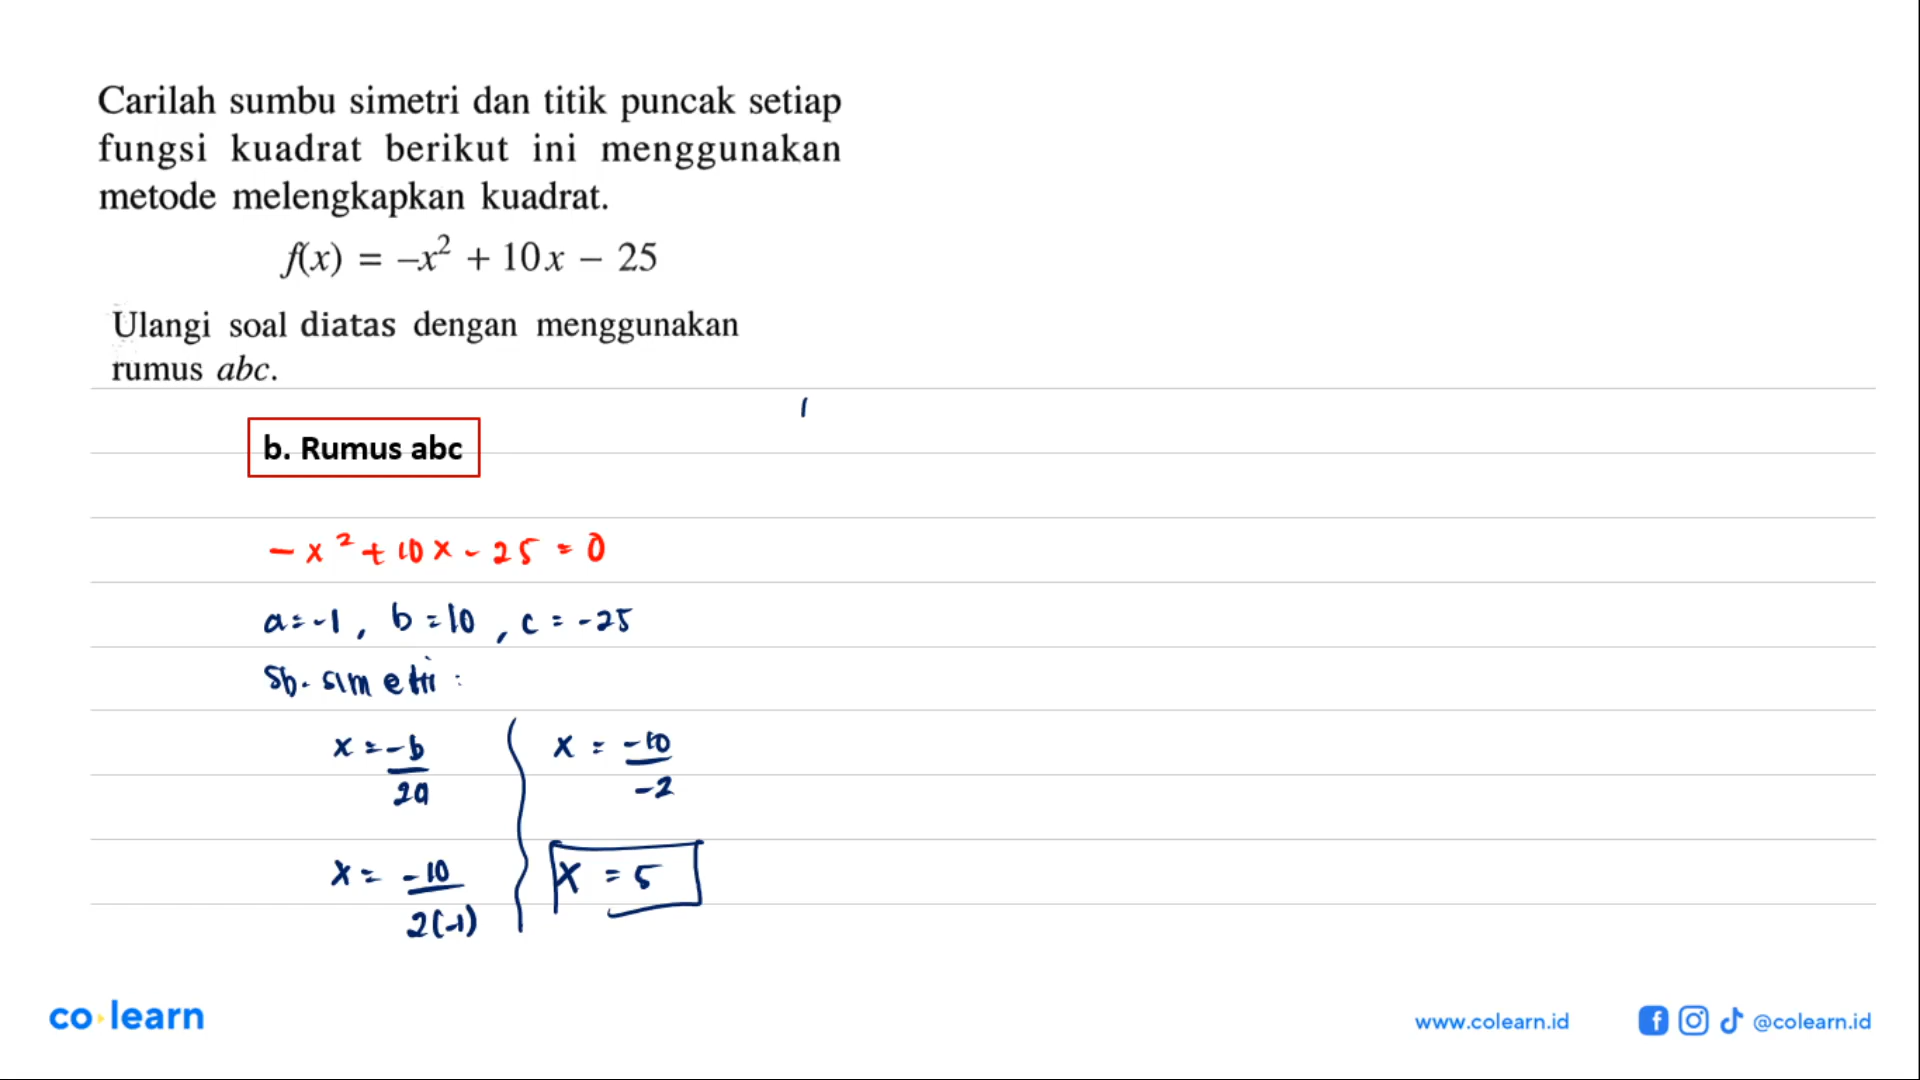 Carilah sumbu simetri dan titik puncak setiap
fungsi kuadrat berikut ini menggunakan
metode melengkapkan kuadrat.
f(x) = –x² + 10x – 25
Ulangi soal diatas dengan menggunakan
rumus abc.
b. Rumus abc
-x² + 10x - 25 = 0
a = -1, b = 10, c = -25
Sb. simetri :
x = -b/2a
x = -10/2(-1)
x = -10/-2
x = 5
co learn
www.colearn.id
@colearn.id